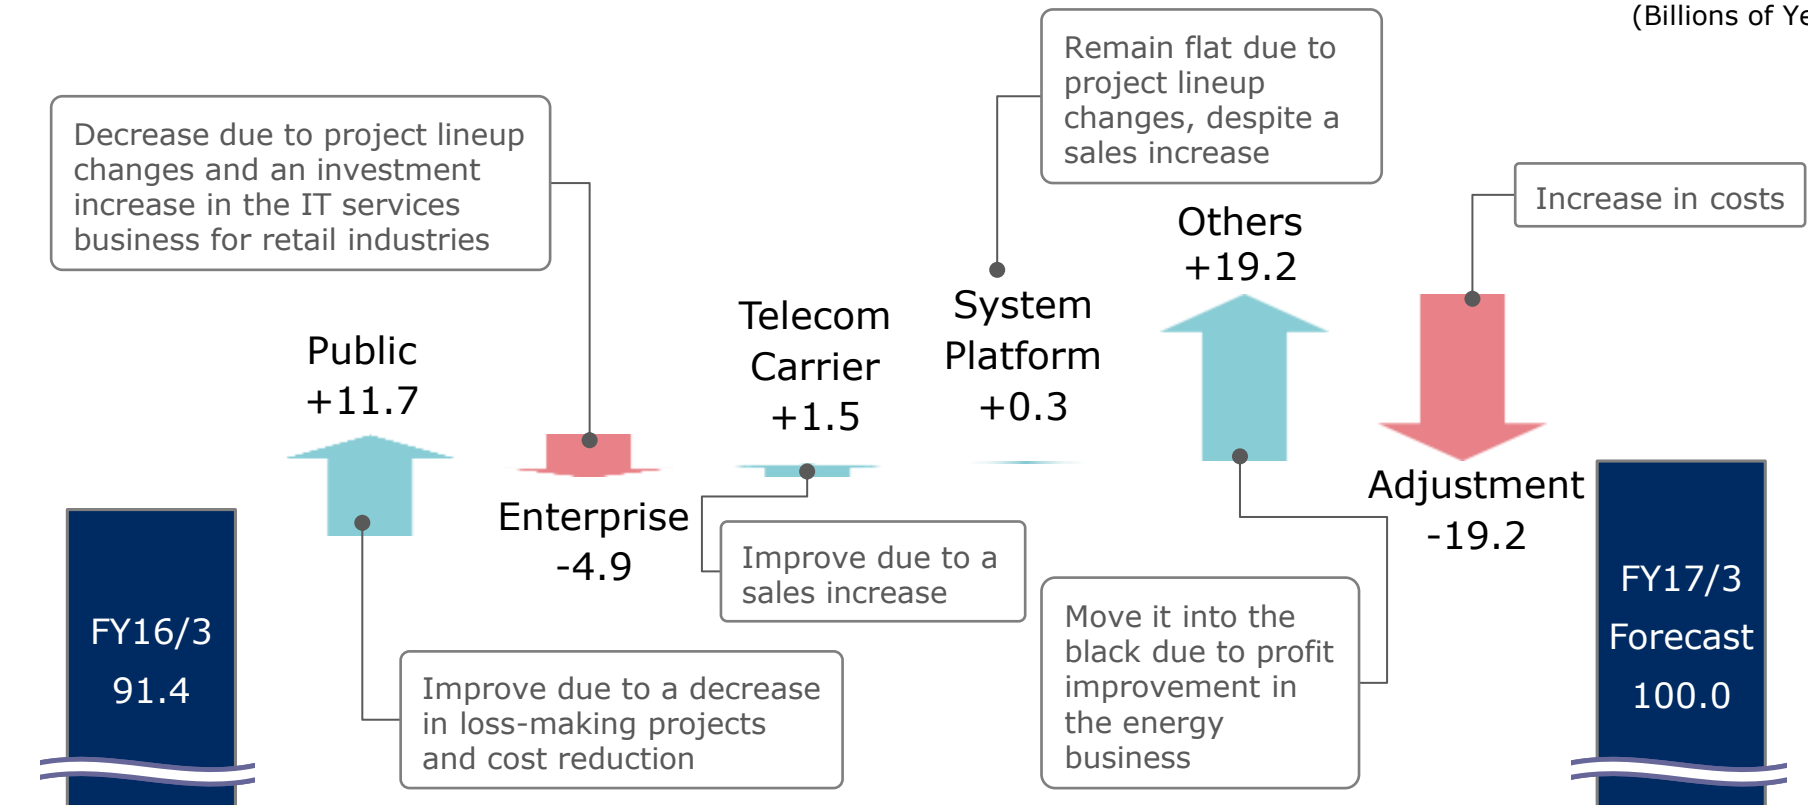 (Billions of Ye
Remain flat due to
project lineup
changes, despite a
sales increase
Decrease due to project lineup
changes and an investment
increase in the IT services
business for retail industries
Increase in costs
Others
+19.2
System
Platform
+0.3
Telecom
Carrier
+1.5
Public
+11.7
Enterprise
-4.9
Adjustment
-19.2
Improve due to a
sales increase
FY16/3
91.4
Improve due to a decrease
in loss-making projects
and cost reduction
Move it into the
black due to profit
improvement in
the energy
business
FY17/3
Forecast
100.0